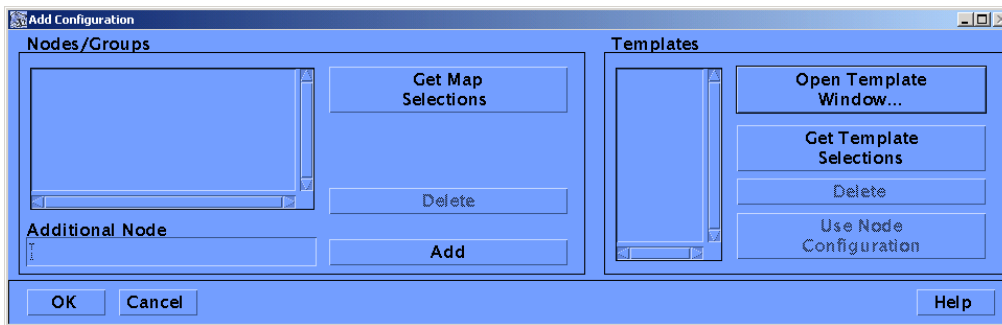 Add Configuration
Nodes/Groups
Get Map
Selections
Delete
Additional Node
Add
Templates
Open Template
Window...
Get Template
Selections
Delete
Use Node
Configuration
OK
Cancel
Help